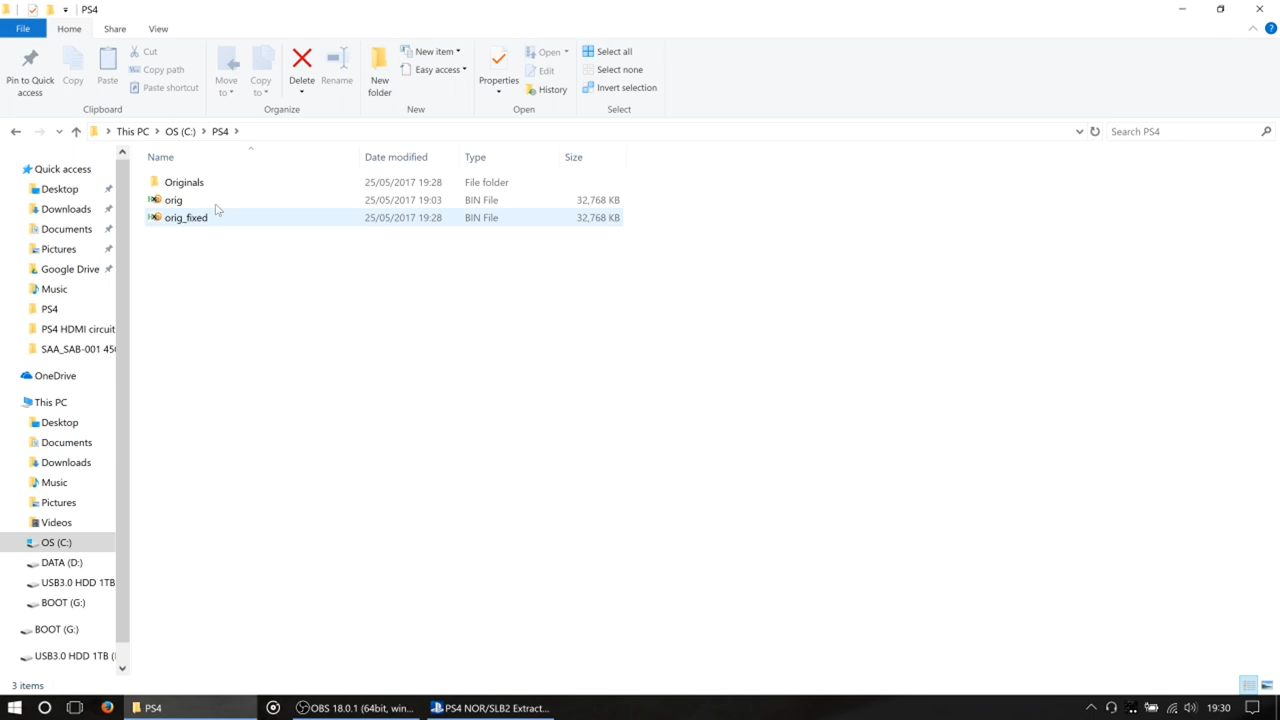 PS4
File Home Share View
Pin to Quick access
Copy
Paste
Cut
Copy path
Paste shortcut
Clipboard
Move to
Copy to
Delete
Rename
Organize
New folder
New item
Easy access
New
Properties
Open
Edit
History
Open
Select all
Select none
Invert selection
Select
This PC OS (C:) PS4
Search PS4
Name Date modified Type Size
Originals 25/05/2017 19:28 File folder
orig 25/05/2017 19:03 BIN File 32,768 KB
orig_fixed 25/05/2017 19:28 BIN File 32,768 KB
Quick access
Desktop
Downloads
Documents
Pictures
Google Drive
Music
PS4
PS4 HDMI circuit
SAA_SAB-001 450
OneDrive
This PC
Desktop
Documents
Downloads
Music
Pictures
Videos
OS (C:)
DATA (D:)
USB3.0 HDD 1TB
BOOT (G:)
BOOT (G:)
USB3.0 HDD 1TB (
3 items
PS4
OBS 18.0.1 (64bit, win...
PS4 NOR/SLB2 Extract...
19:30